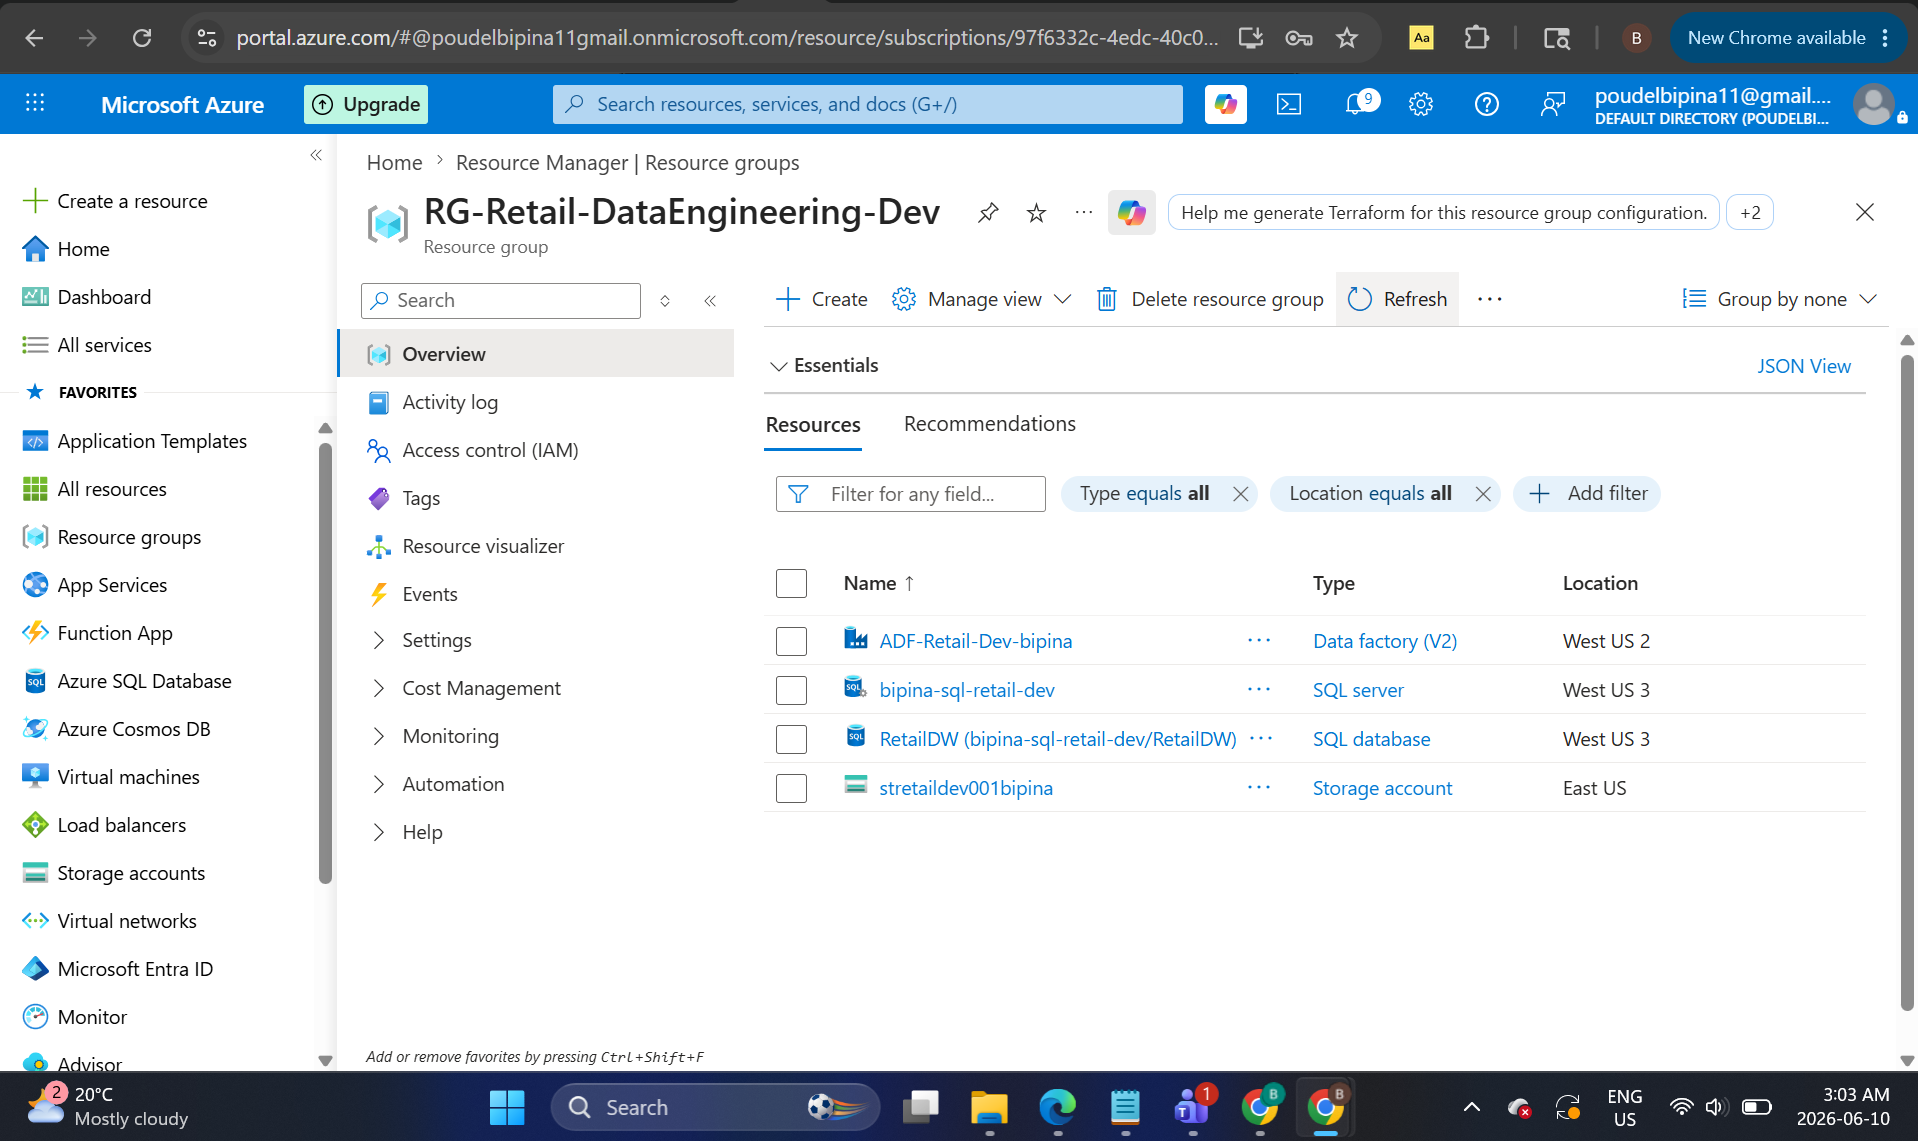 portal.azure.com/#@poudelbipina11gmail.onmicrosoft.com/resource/subscriptions/97f6332c-4edc-40c0...
Aa
B
New Chrome available
Microsoft Azure
Upgrade
Search resources, services, and docs (G+/)
9
poudelbipina11@gmail....
DEFAULT DIRECTORY (POUDELBI...
Create a resource
Home
Dashboard
All services
FAVORITES
Application Templates
All resources
Resource groups
App Services
Function App
Azure SQL Database
Azure Cosmos DB
Virtual machines
Load balancers
Storage accounts
Virtual networks
Microsoft Entra ID
Monitor
Advisor
Home > Resource Manager | Resource groups
RG-Retail-DataEngineering-Dev
Resource group
Help me generate Terraform for this resource group configuration.
+2
Search
Overview
Activity log
Access control (IAM)
Tags
Resource visualizer
Events
Settings
Cost Management
Monitoring
Automation
Help
Add or remove favorites by pressing Ctrl+Shift+F
Create
Manage view
Delete resource group
Refresh
Group by none
Essentials
JSON View
Resources
Recommendations
Filter for any field...
Type equals all
Location equals all
Add filter
Name ↑ Type Location
ADF-Retail-Dev-bipina Data factory (V2) West US 2
SQL bipina-sql-retail-dev SQL server West US 3
SQL RetailDW (bipina-sql-retail-dev/RetailDW) SQL database West US 3
stretaildev001bipina Storage account East US
2
20°C
Mostly cloudy
Search
T
1
B
B
ENG
US
3:03 AM
2026-06-10